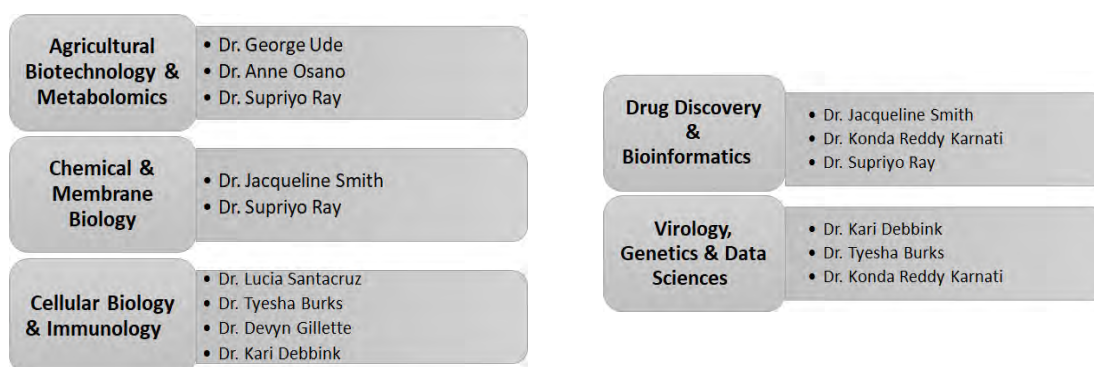 Agricultural
Biotechnology &
Metabolomics
• Dr. George Ude
• Dr. Anne Osano
• Dr. Supriyo Ray
Chemical &
Membrane
Biology
• Dr. Jacqueline Smith
• Dr. Supriyo Ray
Cellular Biology
& Immunology
• Dr. Lucia Santacruz
• Dr. Tyesha Burks
• Dr. Devyn Gillette
• Dr. Kari Debbink
Drug Discovery
&
Bioinformatics
• Dr. Jacqueline Smith
• Dr. Konda Reddy Karnati
• Dr. Supriyo Ray
Virology,
Genetics & Data
Sciences
• Dr. Kari Debbink
• Dr. Tyesha Burks
• Dr. Konda Reddy Karnati